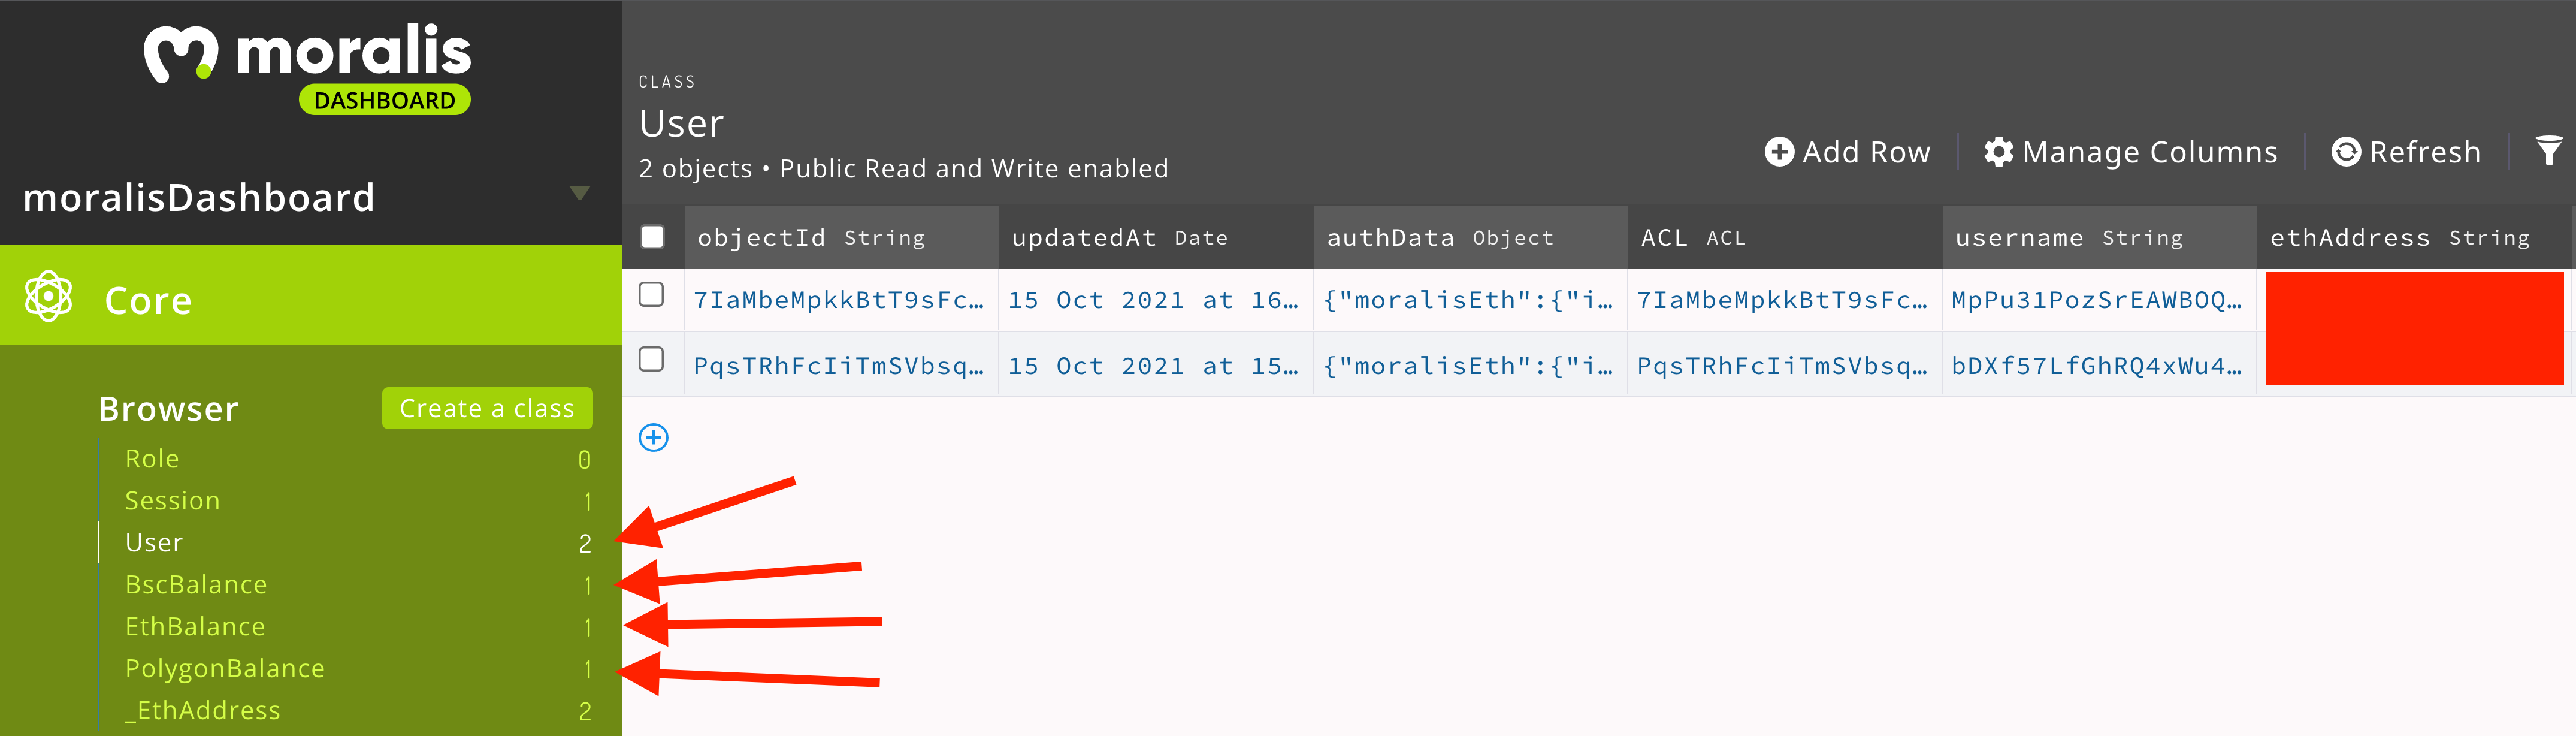 moralis
DASHBOARD
moralisDashboard
Core
Browser
Create a class
Role 0
Session 1
User 2
BscBalance 1
EthBalance 1
PolygonBalance 1
_EthAddress 2
CLASS
User
2 objects • Public Read and Write enabled
Add Row
Manage Columns
Refresh
objectId String updatedAt Date authData Object ACL ACL username String ethAddress String
7IaMbeMpkkBtT9sFc… 15 Oct 2021 at 16… {"moralisEth":{"i… 7IaMbeMpkkBtT9sFc… MpPu31PozSrEAWBOQ…
PqsTRhFcIiTmSVbsq… 15 Oct 2021 at 15… {"moralisEth":{"i… PqsTRhFcIiTmSVbsq… bDXf57LfGhRQ4xWu4…